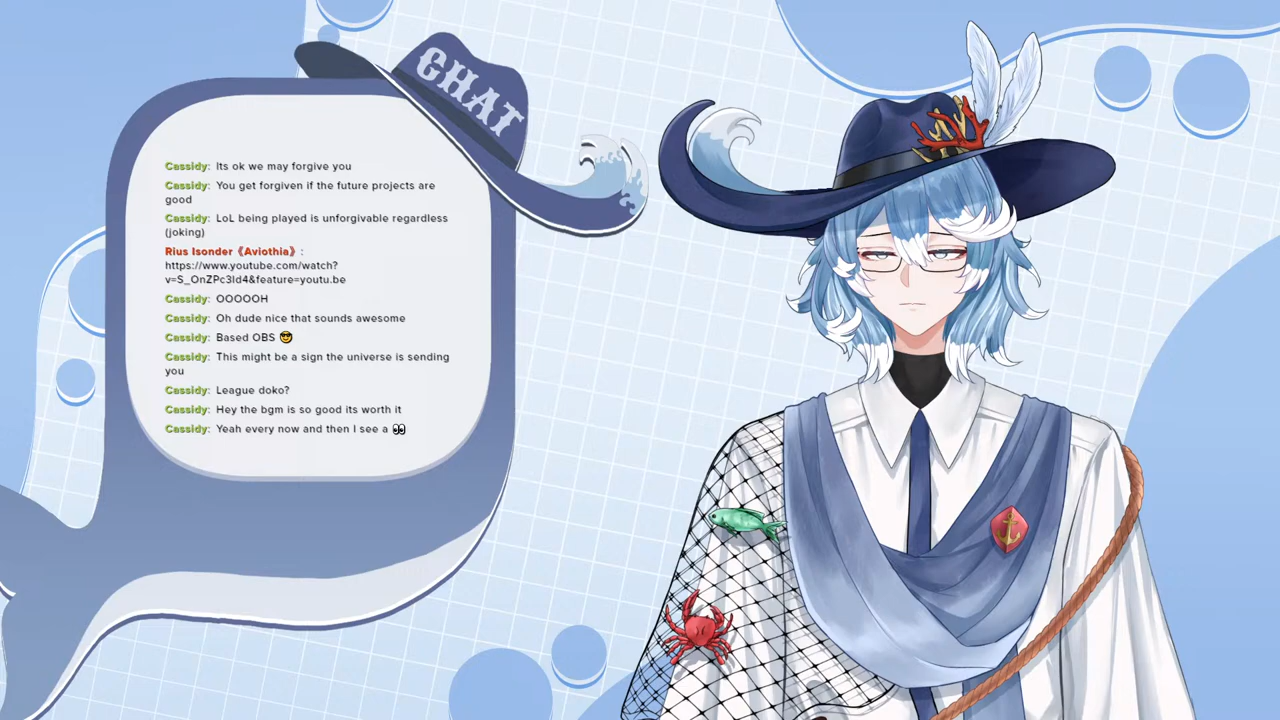 CHAT
Cassidy: Its ok we may forgive you
Cassidy: You get forgiven if the future projects are
good
Cassidy: LoL being played is unforgivable regardless
(joking)
Rius Isonder《Aviothia》:
https://www.youtube.com/watch?
v=S_OnZPc3Id4&feature=youtu.be
Cassidy: OOOOOH
Cassidy: Oh dude nice that sounds awesome
Cassidy: Based OBS 😎
Cassidy: This might be a sign the universe is sending
you
Cassidy: League doko?
Cassidy: Hey the bgm is so good its worth it
Cassidy: Yeah every now and then I see a 👀